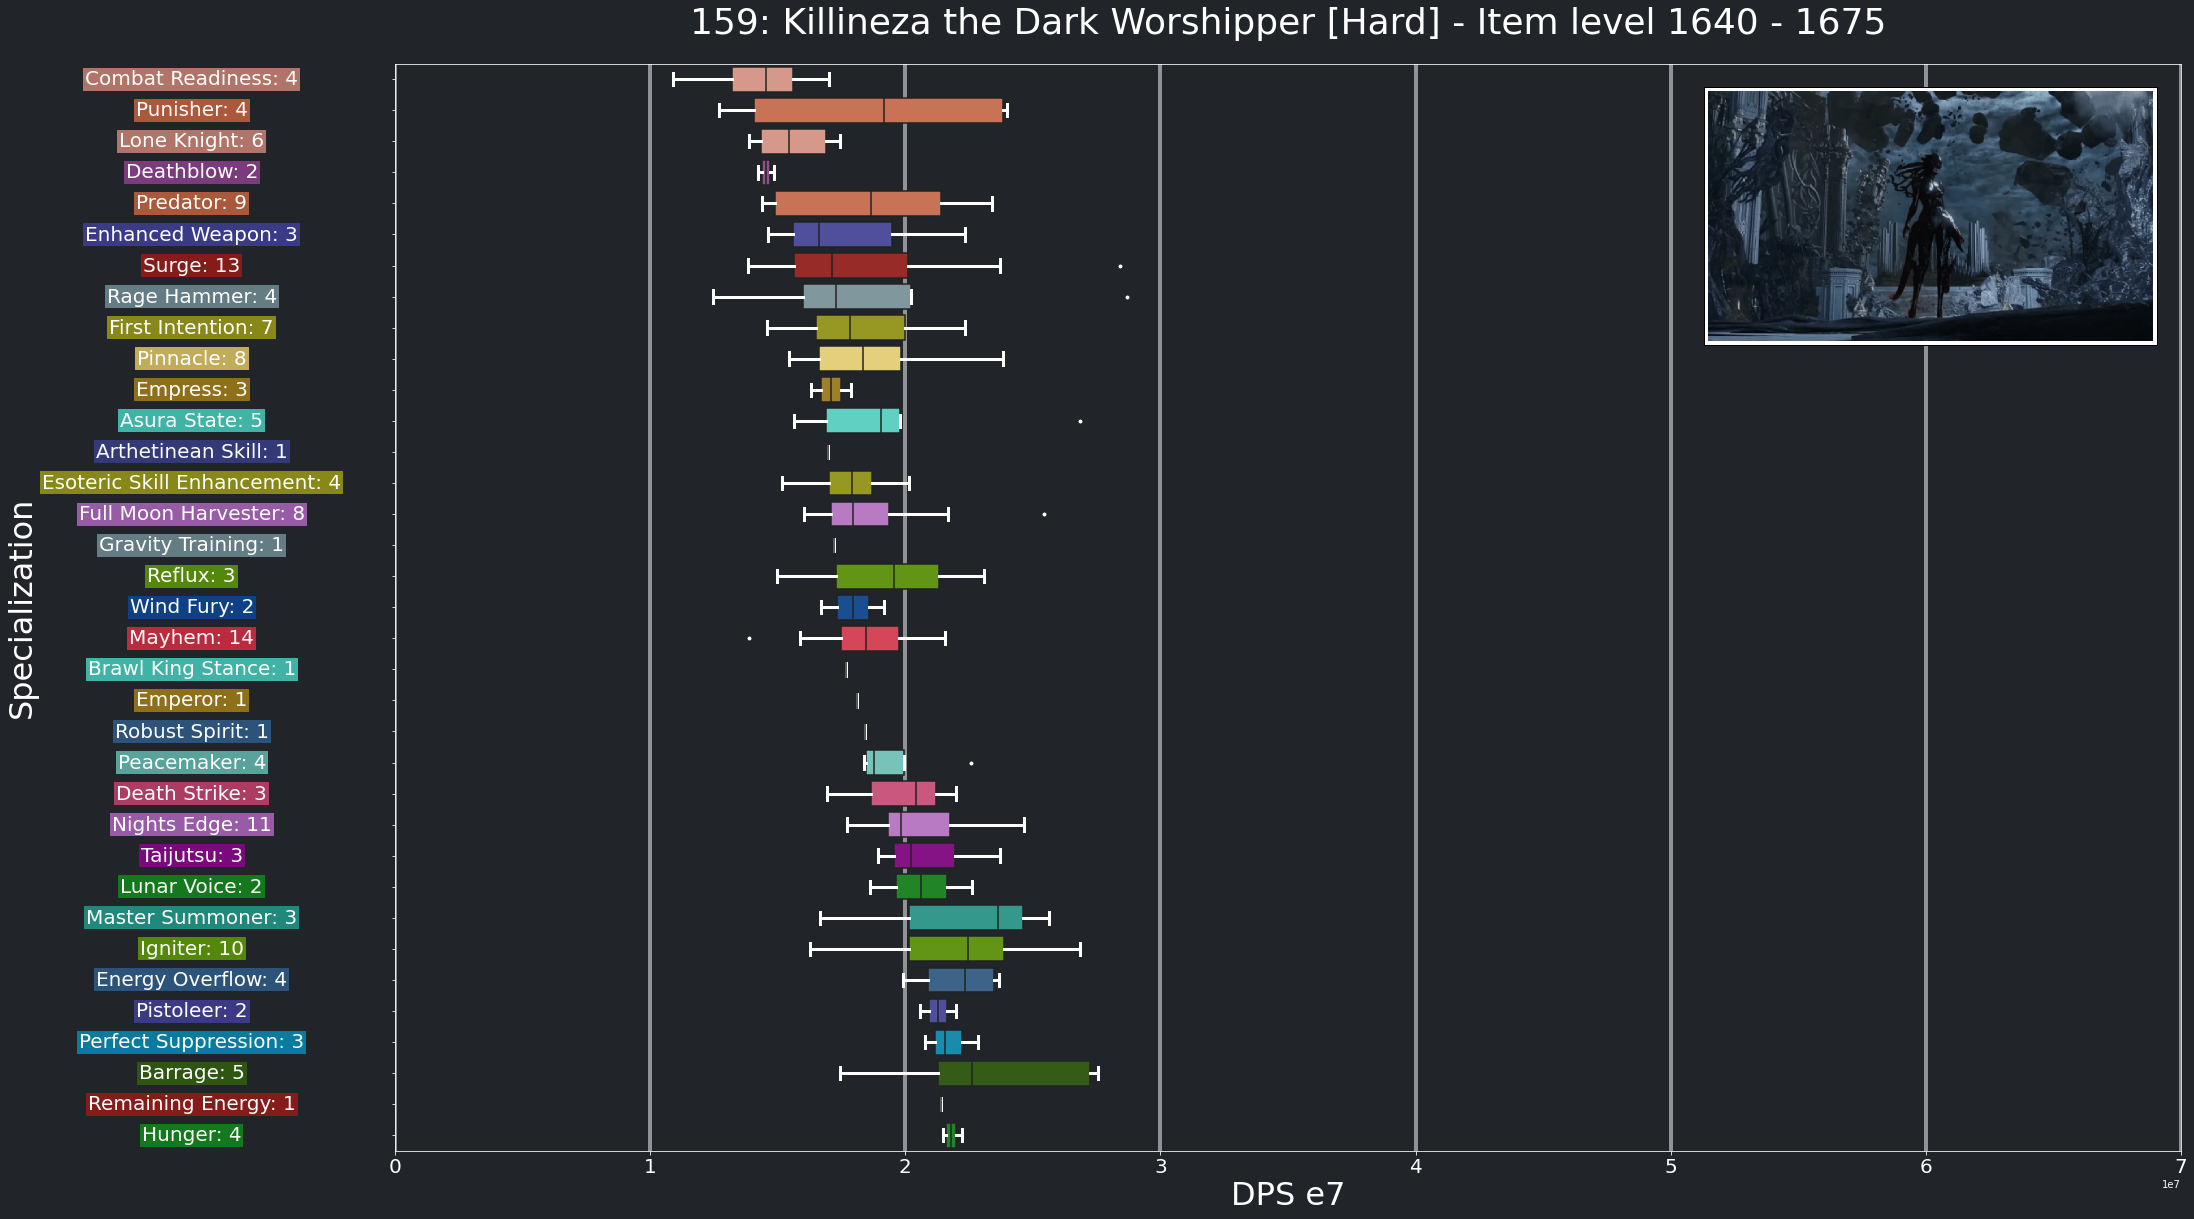 159: Killineza the Dark Worshipper [Hard] - Item level 1640 - 1675
Combat Readiness: 4
Punisher: 4
Lone Knight: 6
Deathblow: 2
Predator: 9
Enhanced Weapon: 3
Surge: 13
Rage Hammer: 4
First Intention: 7
Pinnacle: 8
Empress: 3
Asura State: 5
Arthetinean Skill: 1
Esoteric Skill Enhancement: 4
Full Moon Harvester: 8
Gravity Training: 1
Reflux: 3
Wind Fury: 2
Mayhem: 14
Brawl King Stance: 1
Emperor: 1
Robust Spirit: 1
Peacemaker: 4
Death Strike: 3
Nights Edge: 11
Taijutsu: 3
Lunar Voice: 2
Master Summoner: 3
Igniter: 10
Energy Overflow: 4
Pistoleer: 2
Perfect Suppression: 3
Barrage: 5
Remaining Energy: 1
Hunger: 4
Specialization
0 1 2 3 4 5 6 7
1e7
DPS e7